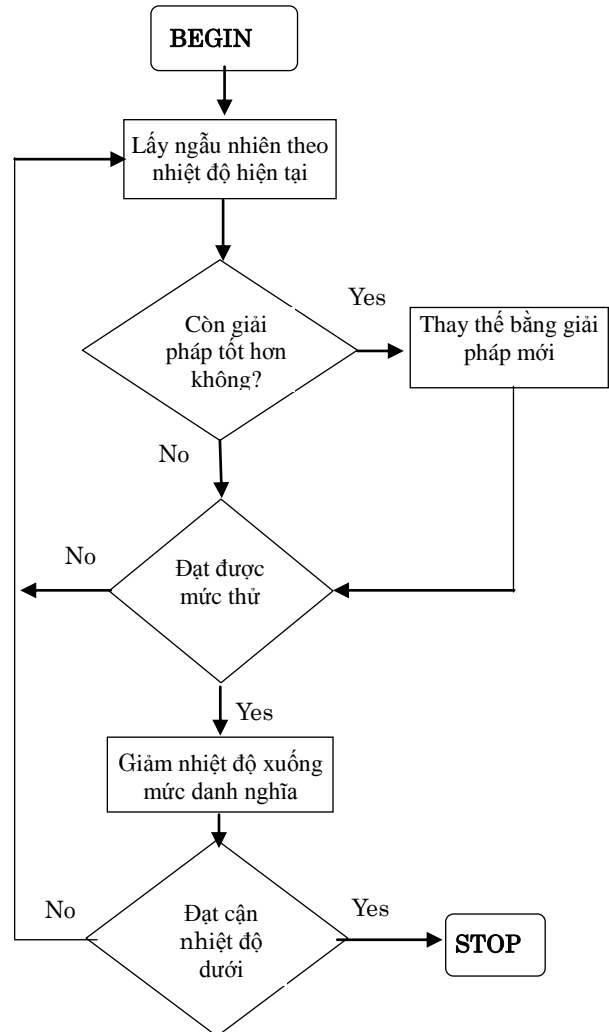 BEGIN
Lấy ngẫu nhiên theo
nhiệt độ hiện tại
Còn giải
pháp tốt hơn
không?
Yes
Thay thế bằng giải
pháp mới
No
Đạt được
mức thử
No
Yes
Giảm nhiệt độ xuống
mức danh nghĩa
Đạt cận
nhiệt độ
dưới
No
Yes
STOP